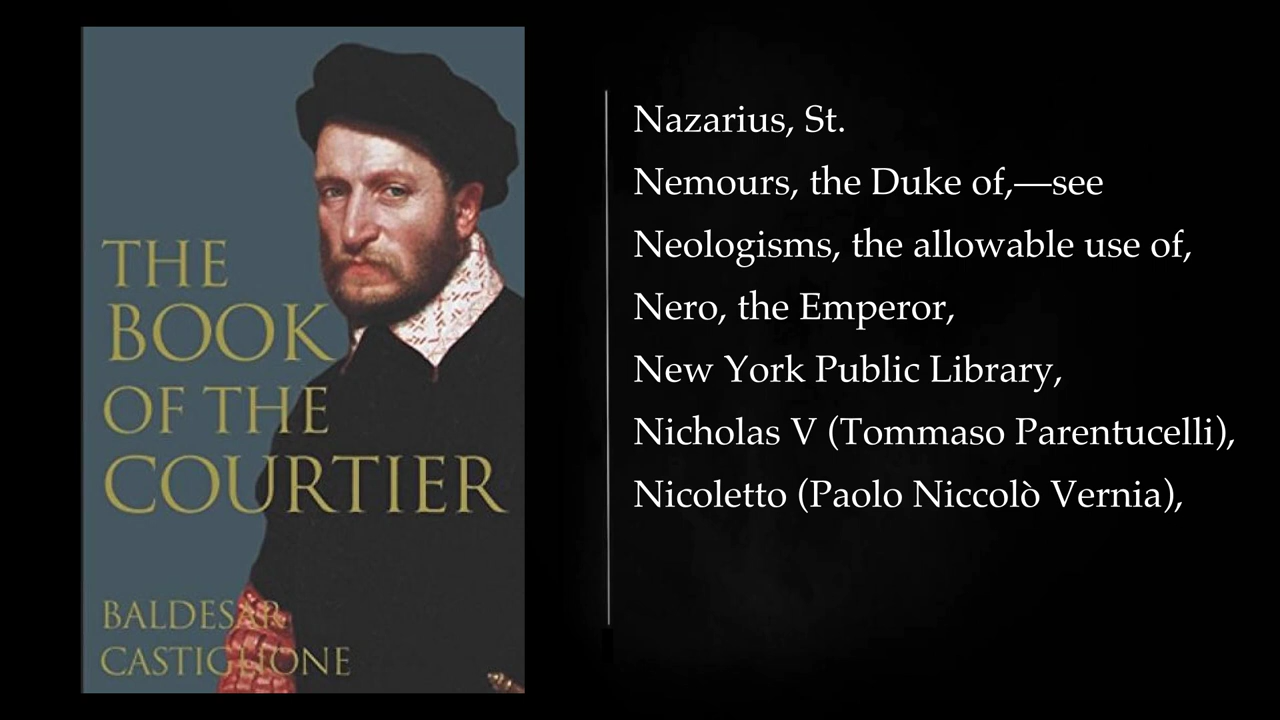 THE
BOOK
OF THE
COURTIER
BALDESAR
CASTIGLIONE
Nazarius, St.
Nemours, the Duke of,—see
Neologisms, the allowable use of,
Nero, the Emperor,
New York Public Library,
Nicholas V (Tommaso Parentucelli),
Nicoletto (Paolo Niccolò Vernia),